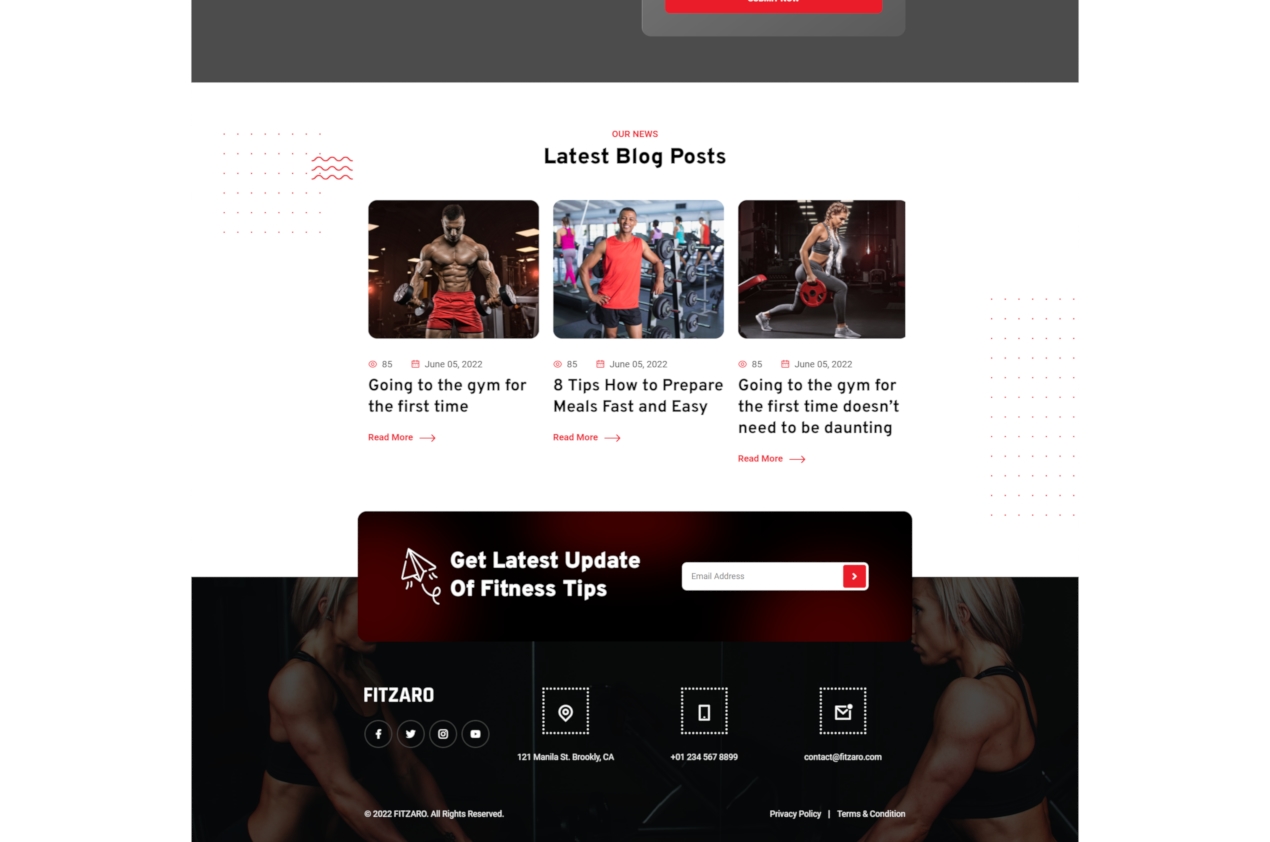 OUR NEWS
Latest Blog Posts
85 June 05, 2022
Going to the gym for
the first time
Read More
85 June 05, 2022
8 Tips How to Prepare
Meals Fast and Easy
Read More
85 June 05, 2022
Going to the gym for
the first time doesn't
need to be daunting
Read More
Get Latest Update
Of Fitness Tips
Email Address
FITZARO
121 Manila St. Brookly, CA
+01 234 567 8899
contact@fitzaro.com
© 2022 FITZARO. All Rights Reserved.
Privacy Policy | Terms & Condition